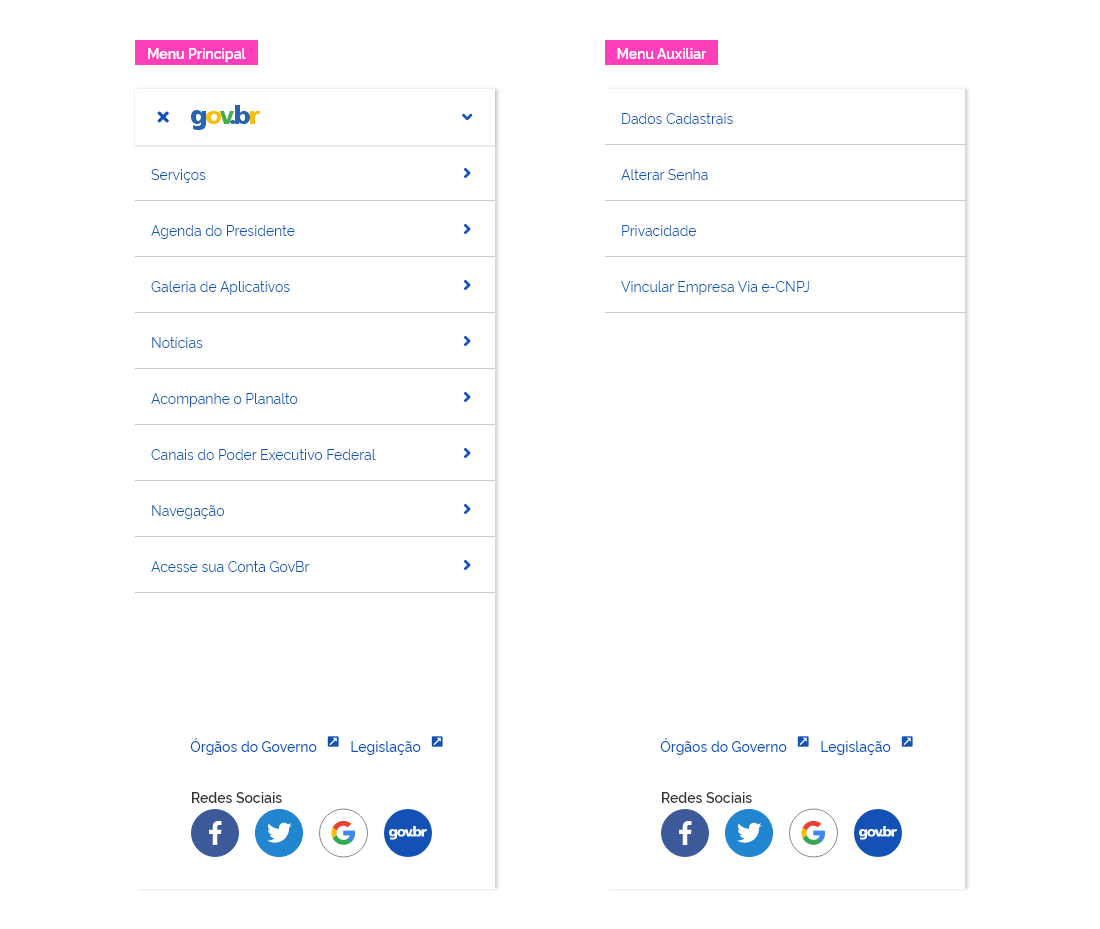 Menu Principal
gov.br
Serviços
Agenda do Presidente
Galeria de Aplicativos
Notícias
Acompanhe o Planalto
Canais do Poder Executivo Federal
Navegação
Acesse sua Conta GovBr
Órgãos do Governo Legislação
Redes Sociais
gov.br
Menu Auxiliar
Dados Cadastrais
Alterar Senha
Privacidade
Vincular Empresa Via e-CNPJ
Órgãos do Governo Legislação
Redes Sociais
gov.br